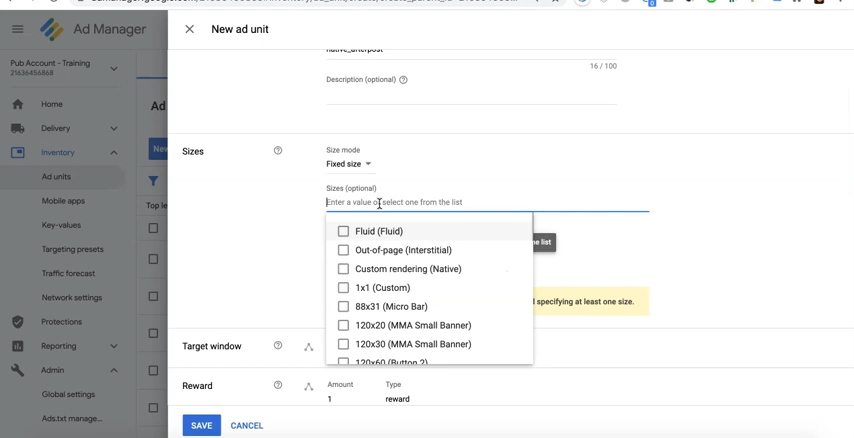 Ad Manager
New ad unit
Pub Account - Training
21636456868
Home
Delivery
Inventory
Ad units
Mobile apps
Key-values
Targeting presets
Traffic forecast
Network settings
Protections
Reporting
Admin
Global settings
Ads.txt manage...
Ad
New
Top le
native_afterpost
16 / 100
Description (optional)
Sizes
Size mode
Fixed size
Sizes (optional)
Enter a value or select one from the list
Fluid (Fluid)
Out-of-page (Interstitial)
Custom rendering (Native)
1x1 (Custom)
88x31 (Micro Bar)
120x20 (MMA Small Banner)
120x30 (MMA Small Banner)
120x60 (Button 2)
he list
d specifying at least one size.
Target window
Reward
Amount
Type
1
reward
SAVE
CANCEL